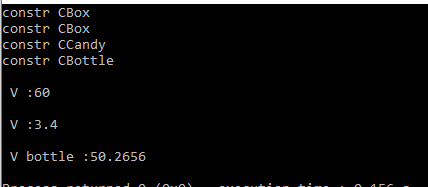 constr CBox
constr CBox
constr CCandy
constr CBottle
V :60
V :3.4
V bottle :50.2656